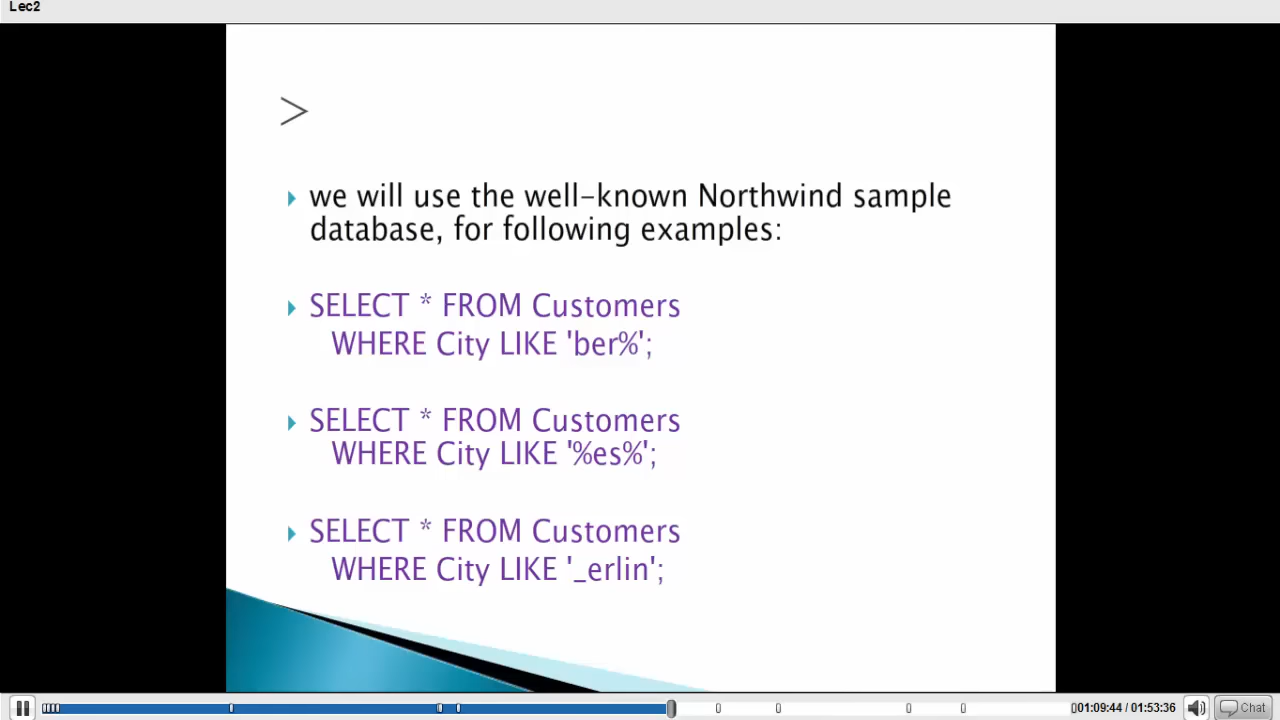 Lec2
>
we will use the well-known Northwind sample
database, for following examples:
SELECT * FROM Customers
WHERE City LIKE 'ber%';
SELECT * FROM Customers
WHERE City LIKE '%es%';
SELECT * FROM Customers
WHERE City LIKE '_erlin';
01:09:44 / 01:53:36
Chat